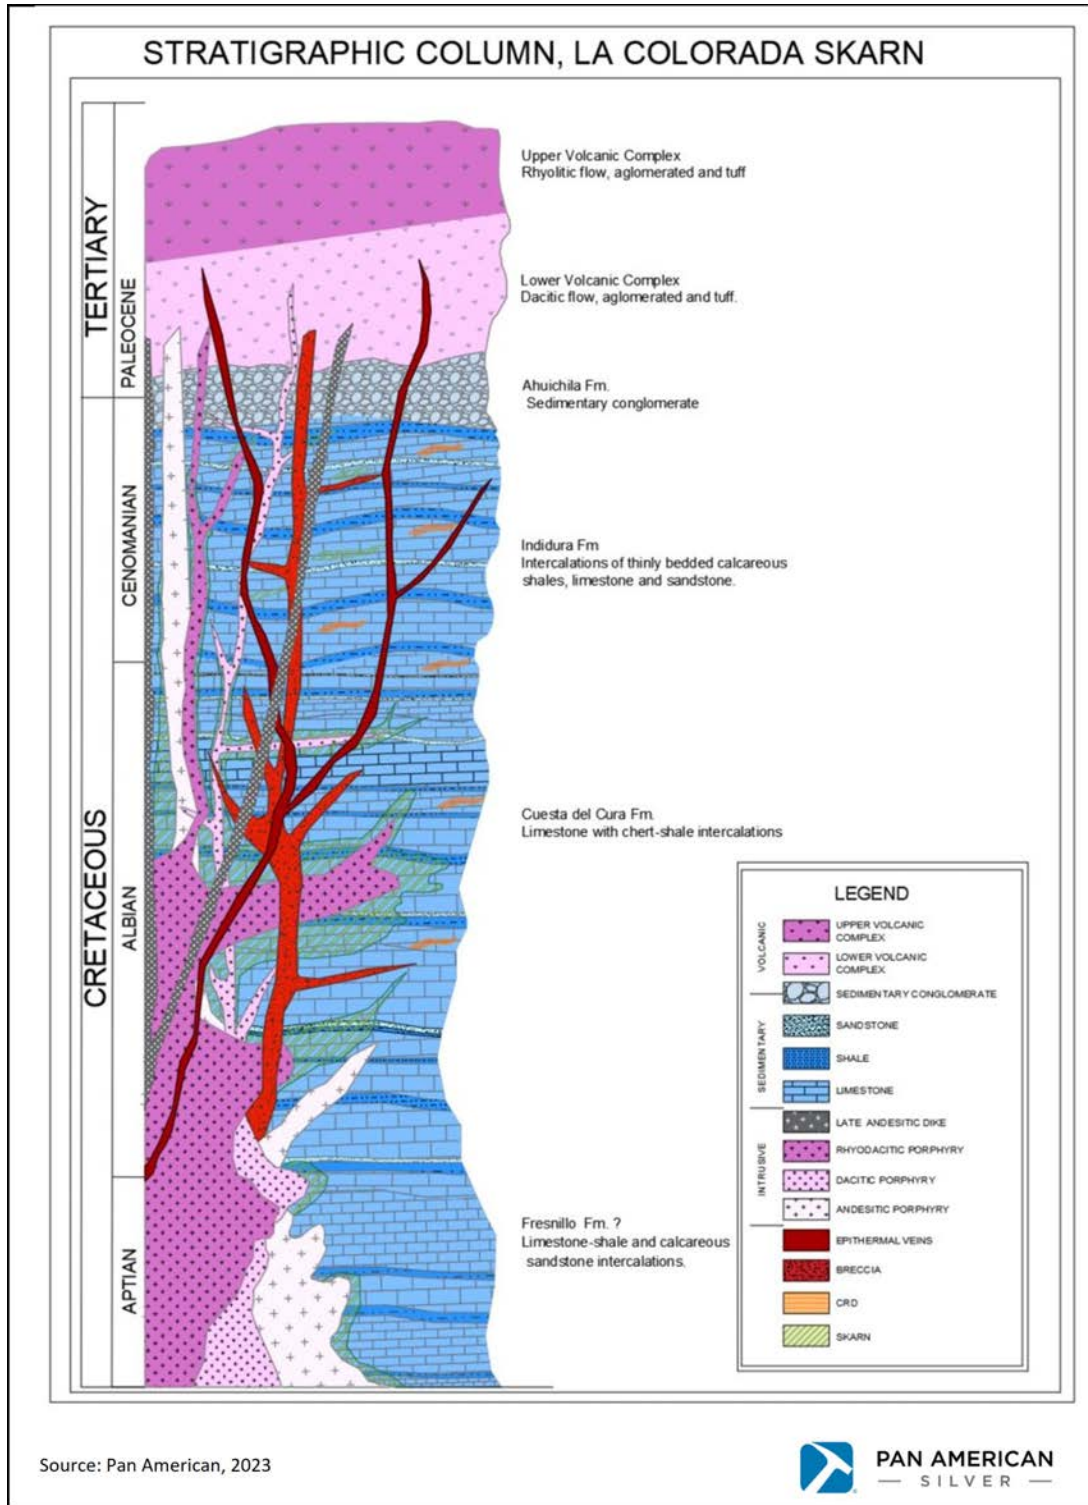 STRATIGRAPHIC COLUMN, LA COLORADA SKARN
TERTIARY
PALEOCENE
CRETACEOUS
CENOMANIAN
ALBIAN
APTIAN
Upper Volcanic Complex
Rhyolitic flow, aglomerated and tuff
Lower Volcanic Complex
Dacitic flow, aglomerated and tuff.
Ahuichila Fm.
Sedimentary conglomerate
Indidura Fm
Intercalations of thinly bedded calcareous
shales, limestone and sandstone.
Cuesta del Cura Fm.
Limestone with chert-shale intercalations
Fresnillo Fm. ?
Limestone-shale and calcareous
sandstone intercalations.
LEGEND
VOLCANIC
UPPER VOLCANIC
COMPLEX
LOWER VOLCANIC
COMPLEX
SEDIMENTARY
SEDIMENTARY CONGLOMERATE
SANDSTONE
SHALE
LIMESTONE
INTRUSIVE
LATE ANDESITIC DIKE
RHYODACITIC PORPHYRY
DACITIC PORPHYRY
ANDESITIC PORPHYRY
EPITHERMAL VEINS
BRECCIA
CRD
SKARN
Source: Pan American, 2023
PAN AMERICAN
— SILVER —